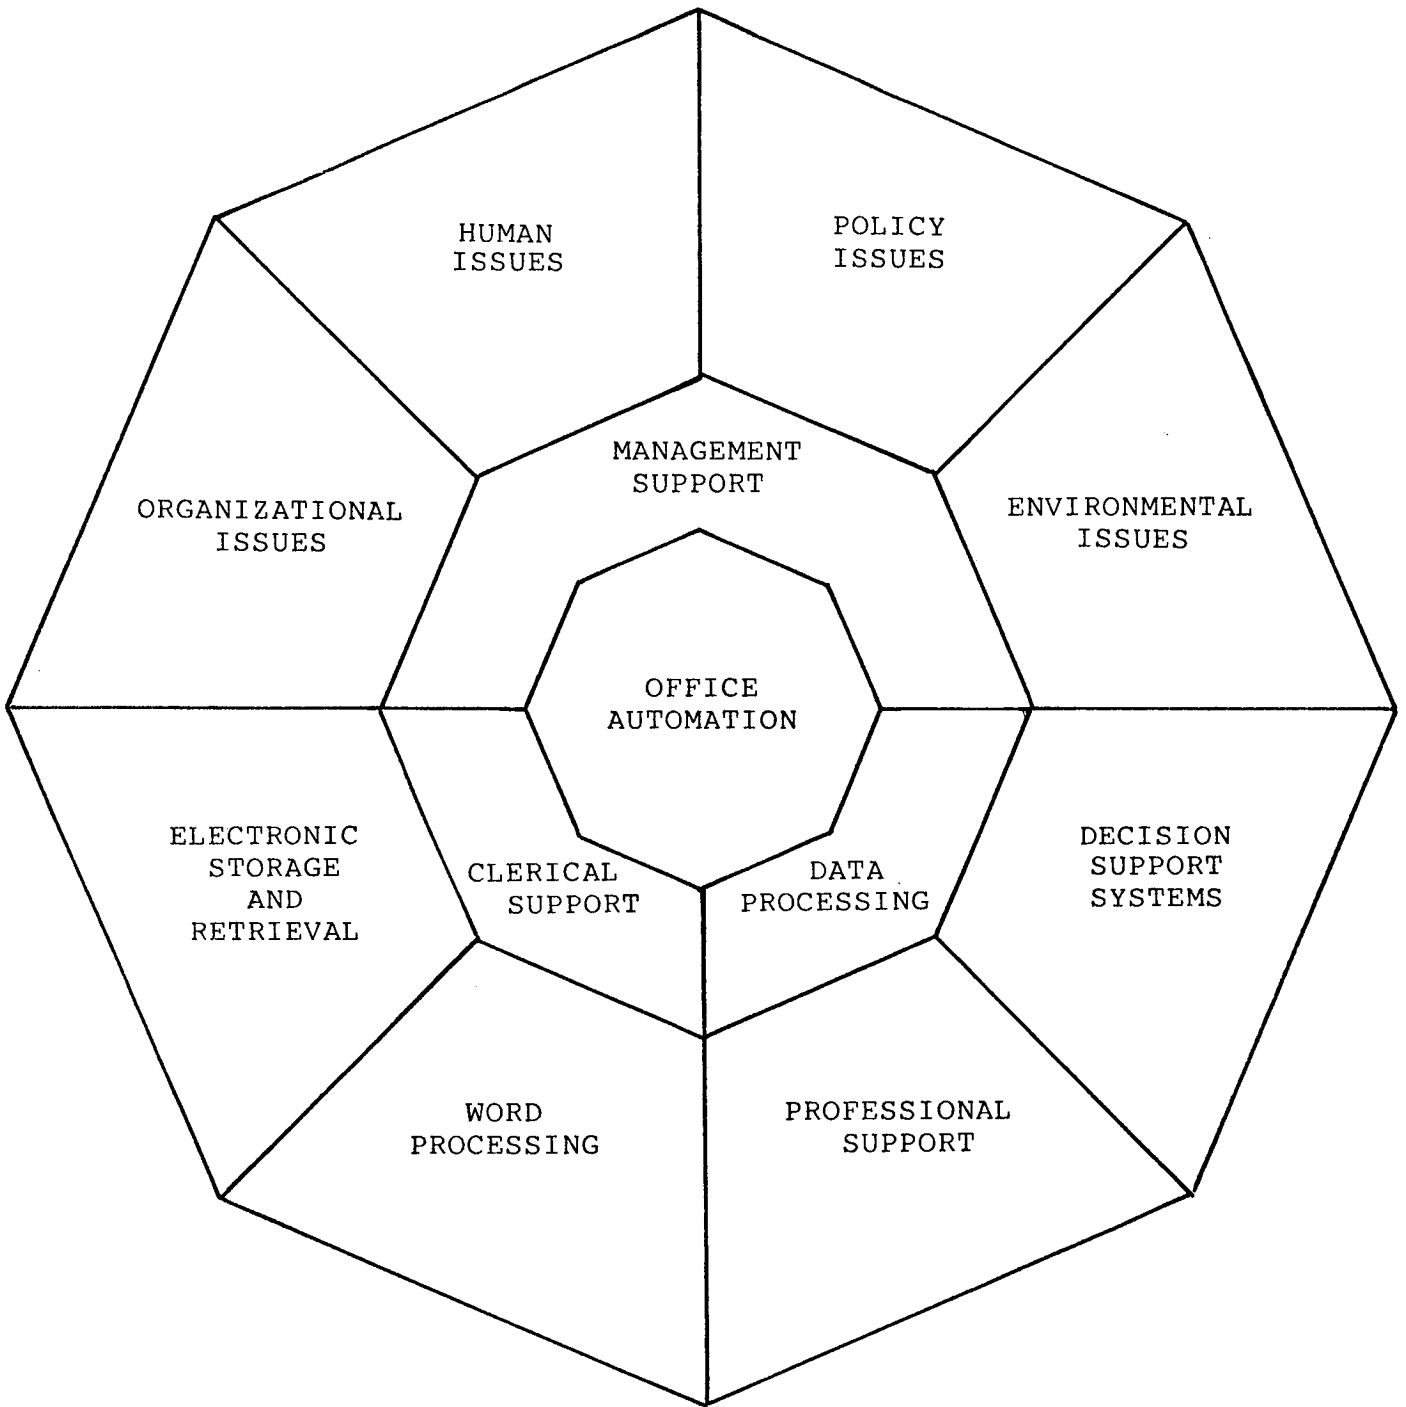 HUMAN
ISSUES
POLICY
ISSUES
MANAGEMENT
SUPPORT
ORGANIZATIONAL
ISSUES
ENVIRONMENTAL
ISSUES
OFFICE
AUTOMATION
ELECTRONIC
STORAGE
AND
RETRIEVAL
CLERICAL
SUPPORT
DATA
PROCESSING
DECISION
SUPPORT
SYSTEMS
WORD
PROCESSING
PROFESSIONAL
SUPPORT